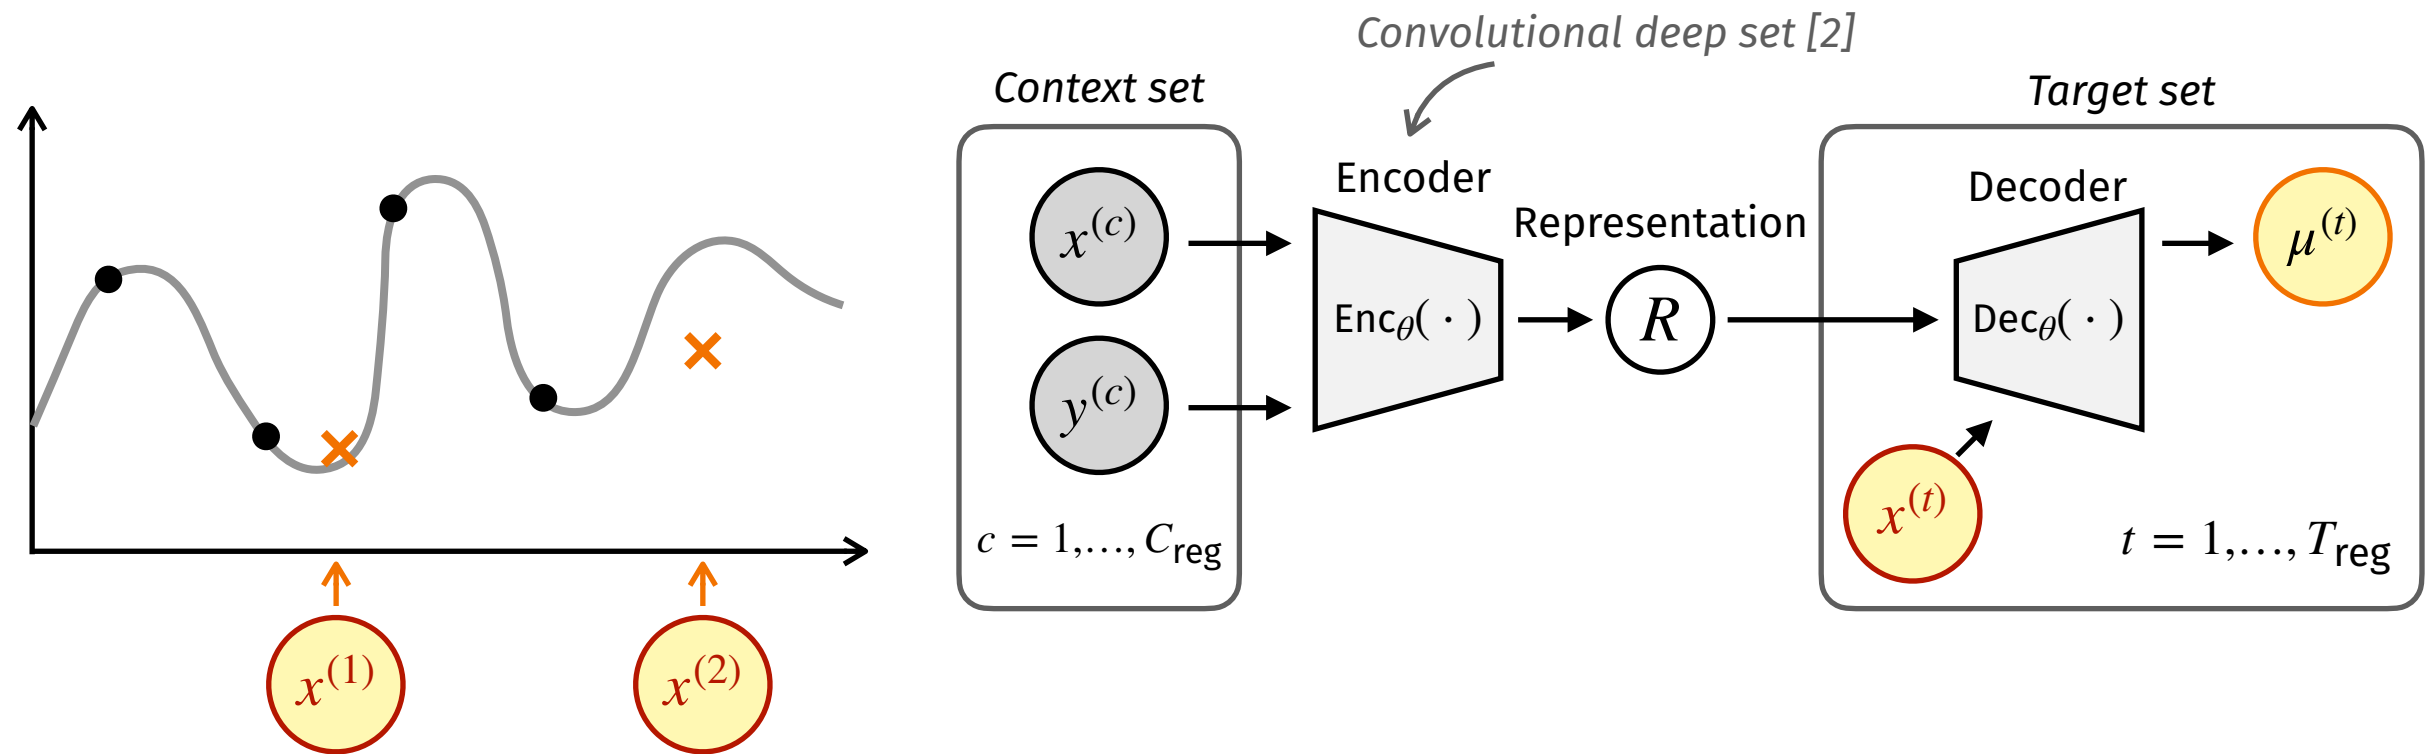 Convolutional deep set [2]
Context set
Target set
Encoder
Decoder
Representation
x^{(c)}
μ^{(t)}
Enc_θ( · )
R
Dec_θ( · )
y^{(c)}
x^{(t)}
c = 1,…, C_reg
t = 1,…, T_reg
x^{(1)}
x^{(2)}